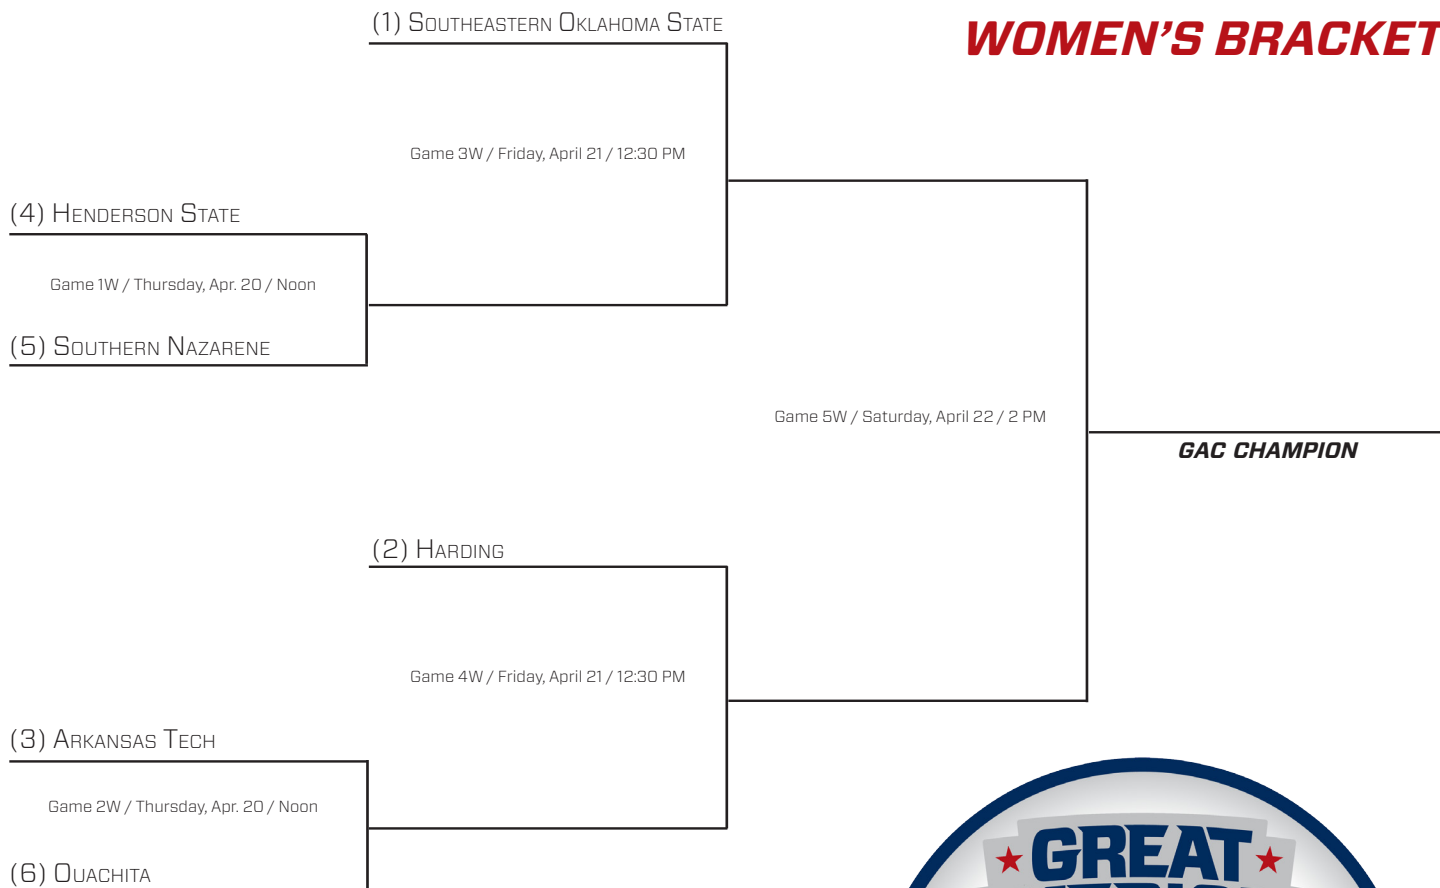 (1) Southeastern Oklahoma State
WOMEN'S BRACKET
Game 3W / Friday, April 21 / 12:30 PM
(4) Henderson State
Game 1W / Thursday, Apr. 20 / Noon
(5) Southern Nazarene
Game 5W / Saturday, April 22 / 2 PM
GAC CHAMPION
(2) Harding
Game 4W / Friday, April 21 / 12:30 PM
(3) Arkansas Tech
Game 2W / Thursday, Apr. 20 / Noon
(6) Ouachita
GREAT